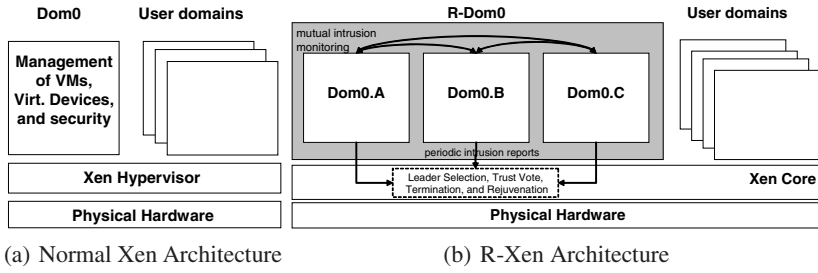 Dom0
User domains
Management
of VMs,
Virt. Devices,
and security
Xen Hypervisor
Physical Hardware
(a) Normal Xen Architecture
R-Dom0
User domains
mutual intrusion
monitoring
Dom0.A
Dom0.B
Dom0.C
periodic intrusion reports
Leader Selection, Trust Vote,
Termination, and Rejuvenation
Xen Core
Physical Hardware
(b) R-Xen Architecture